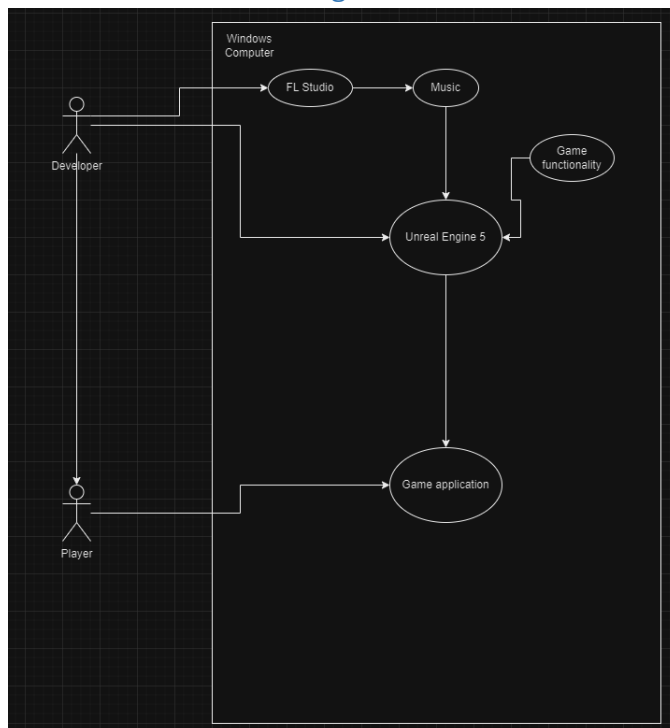 Windows
Computer
FL Studio
Music
Game
functionality
Developer
Unreal Engine 5
Game application
Player